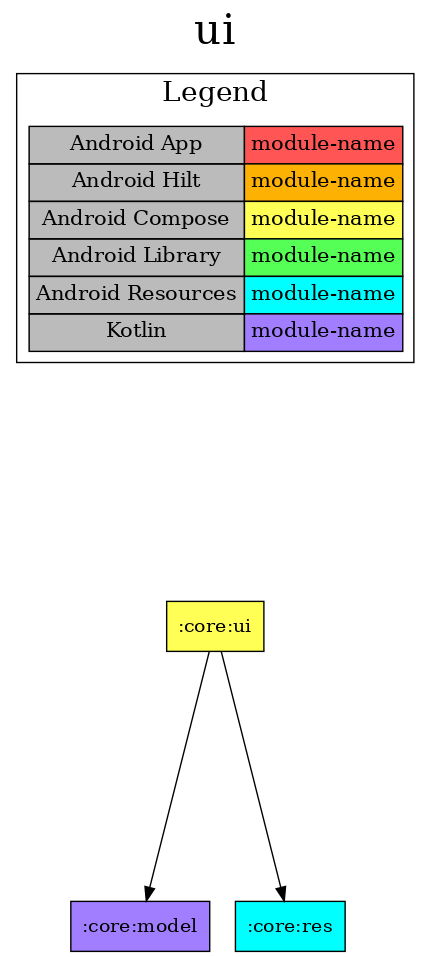 ui
Legend
Android App module-name
Android Hilt module-name
Android Compose module-name
Android Library module-name
Android Resources module-name
Kotlin module-name
:core:ui
:core:model :core:res